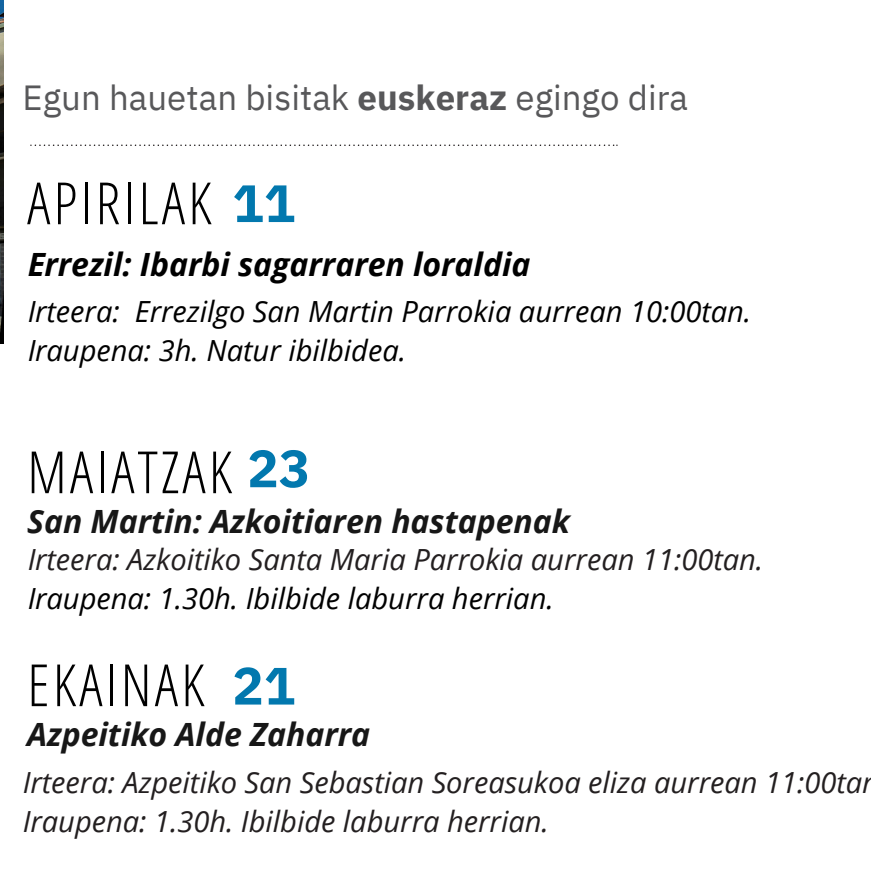 Egun hauetan bisitak euskeraz egingo dira
APIRILAK 11
Errezil: Ibarbi sagarraren loraldia
Irteera: Errezilgo San Martin Parrokia aurrean 10:00tan.
Iraupena: 3h. Natur ibilbidea.
MAIATZAK 23
San Martin: Azkoitiaren hastapenak
Irteera: Azkoitiko Santa Maria Parrokia aurrean 11:00tan.
Iraupena: 1.30h. Ibilbide laburra herrian.
EKAINAK 21
Azpeitiko Alde Zaharra
Irteera: Azpeitiko San Sebastian Soreasukoa eliza aurrean
Iraupena: 1.30h. Ibilbide laburra herrian.